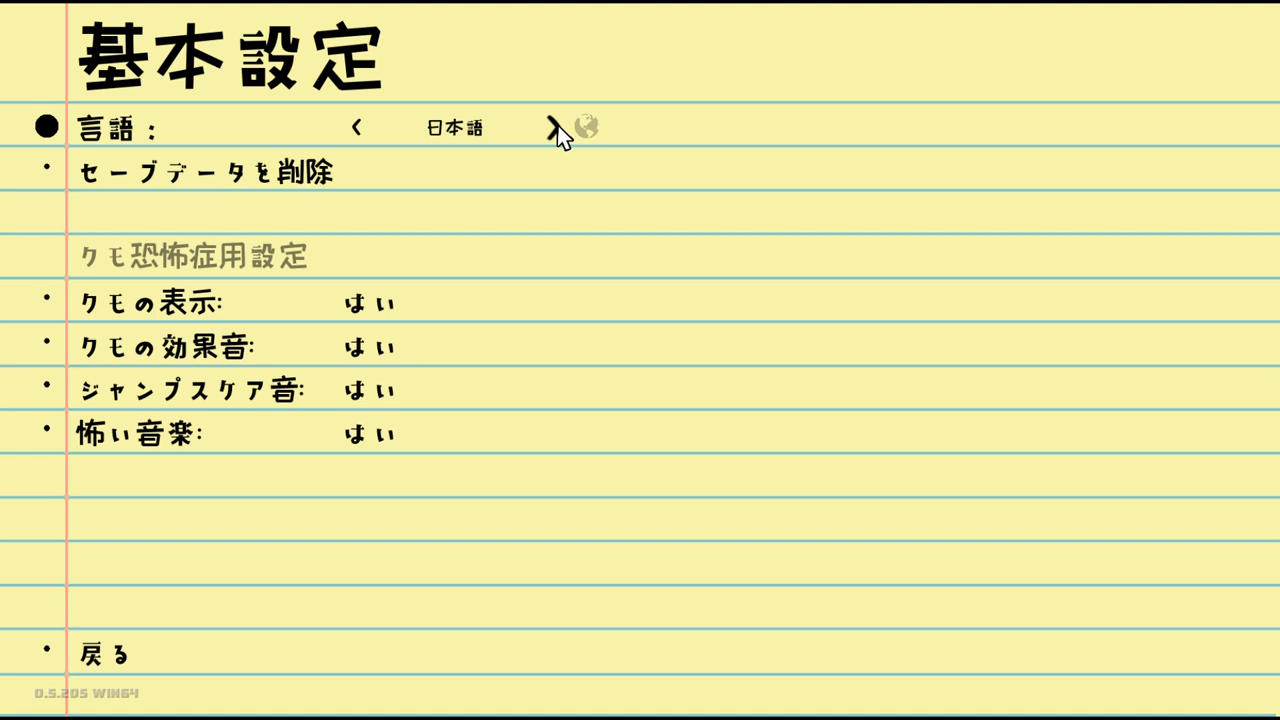 基本設定
言語 : < 日本語 >
セーブデータを削除
クモ恐怖症用設定
クモの表示: はい
クモの効果音: はい
ジャンプスケア音: はい
怖い音楽: はい
戻る
0.5.205 WIN64